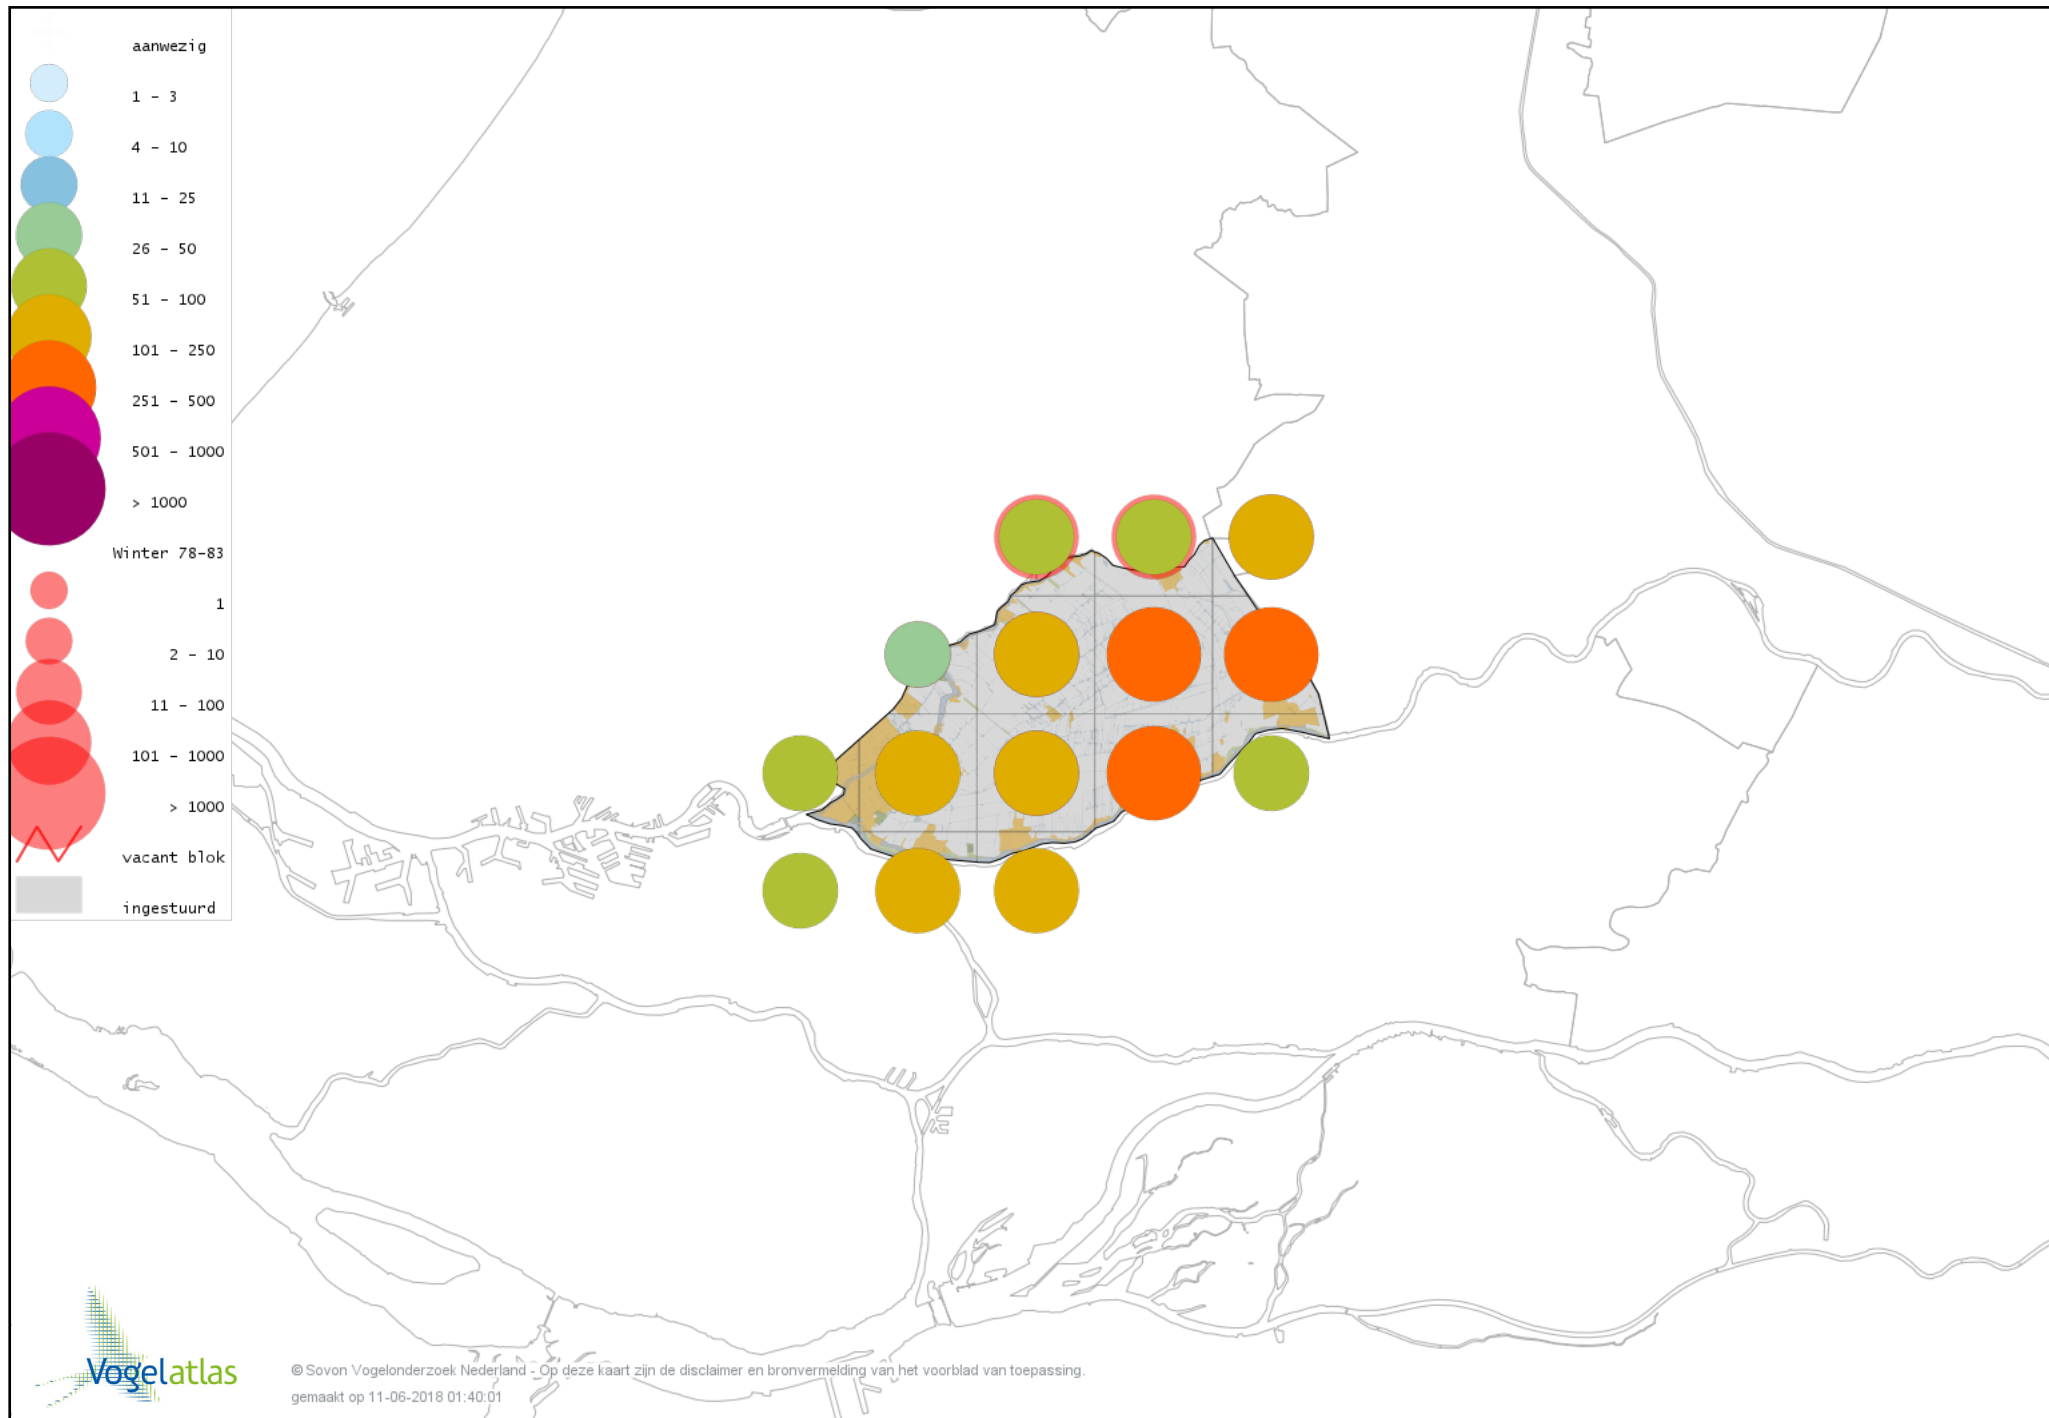 aanwezig
1 - 3
4 - 10
11 - 25
26 - 50
51 - 100
101 - 250
251 - 500
501 - 1000
> 1000
Winter 78-83
1
2 - 10
11 - 100
101 - 1000
> 1000
vacant blok
ingestuurd
Vogelatlas
© Sovon Vogelonderzoek Nederland - Op deze kaart zijn de disclaimer en bronvermelding van het voorblad van toepassing.
gemaakt op 11-06-2018 01:40:01